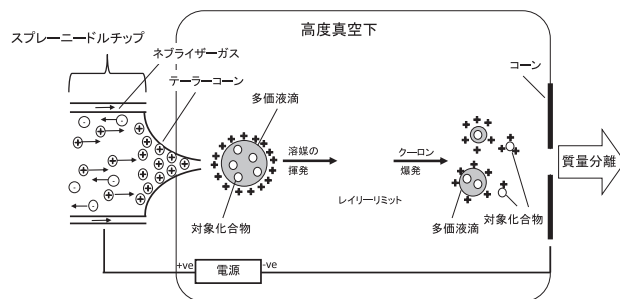 高度真空下
スプレーニードルチップ
ネブライザーガス
テーラーコーン
コーン
多価液滴
溶媒の
揮発
クーロン
爆発
質量分離
レイリーリミット
対象化合物
多価液滴
対象化合物
+ve
電源
-ve